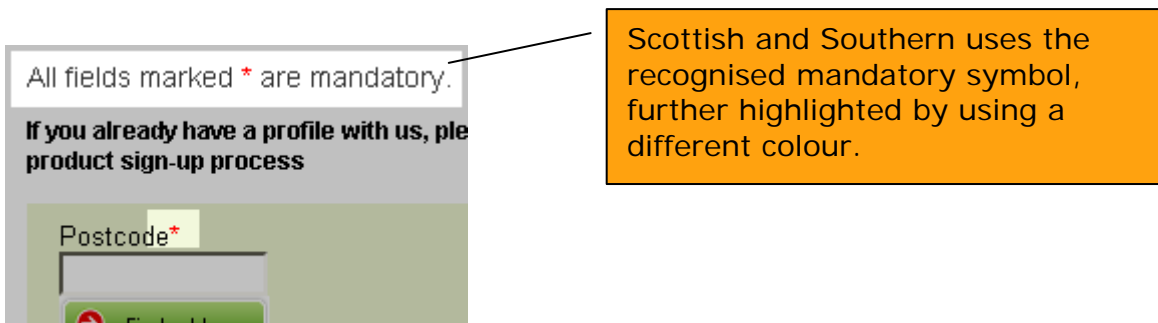 All fields marked * are mandatory.
If you already have a profile with us, ple
product sign-up process
Postcode*
Scottish and Southern uses the
recognised mandatory symbol,
further highlighted by using a
different colour.